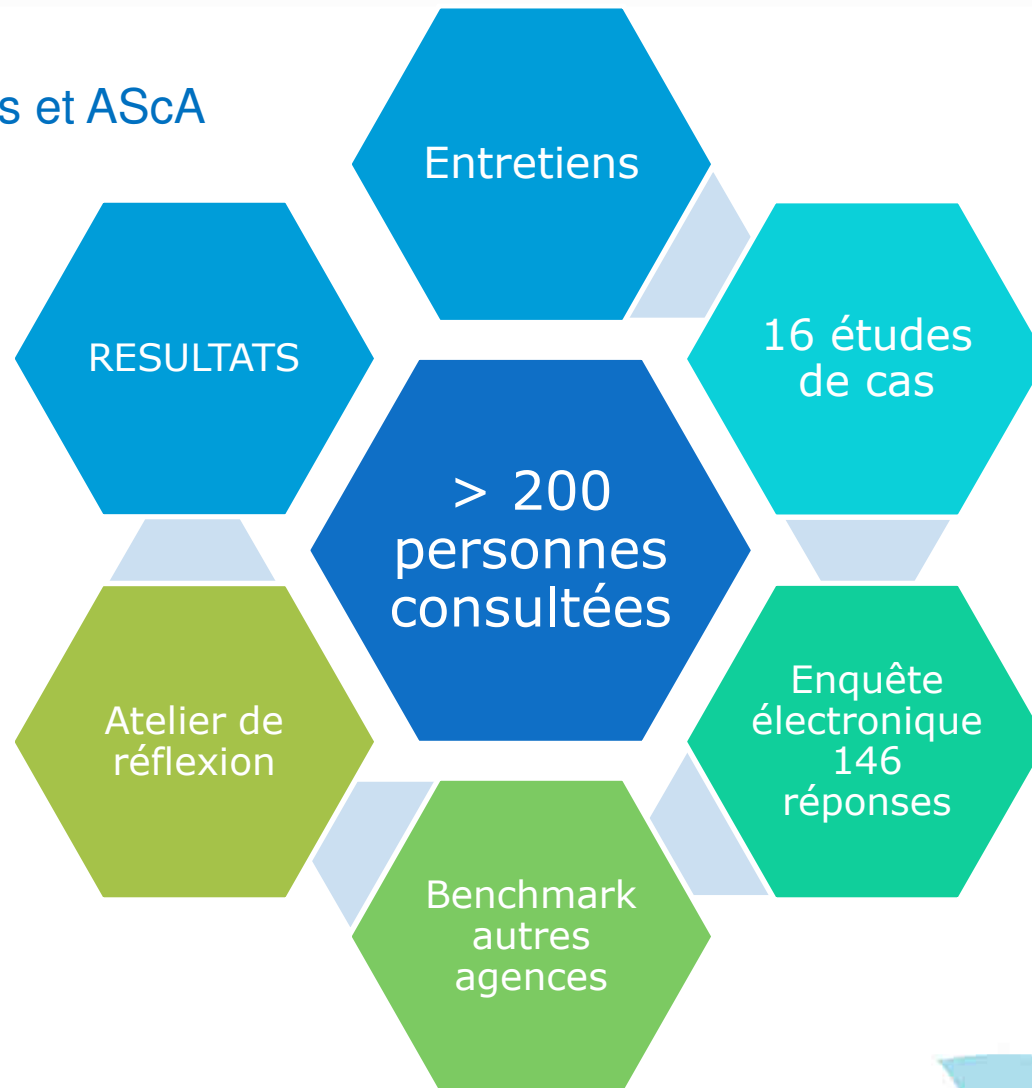 s et AScA
Entretiens
16 études
de cas
RESULTATS
> 200
personnes
consultées
Enquête
électronique
146
réponses
Atelier de
réflexion
Benchmark
autres
agences